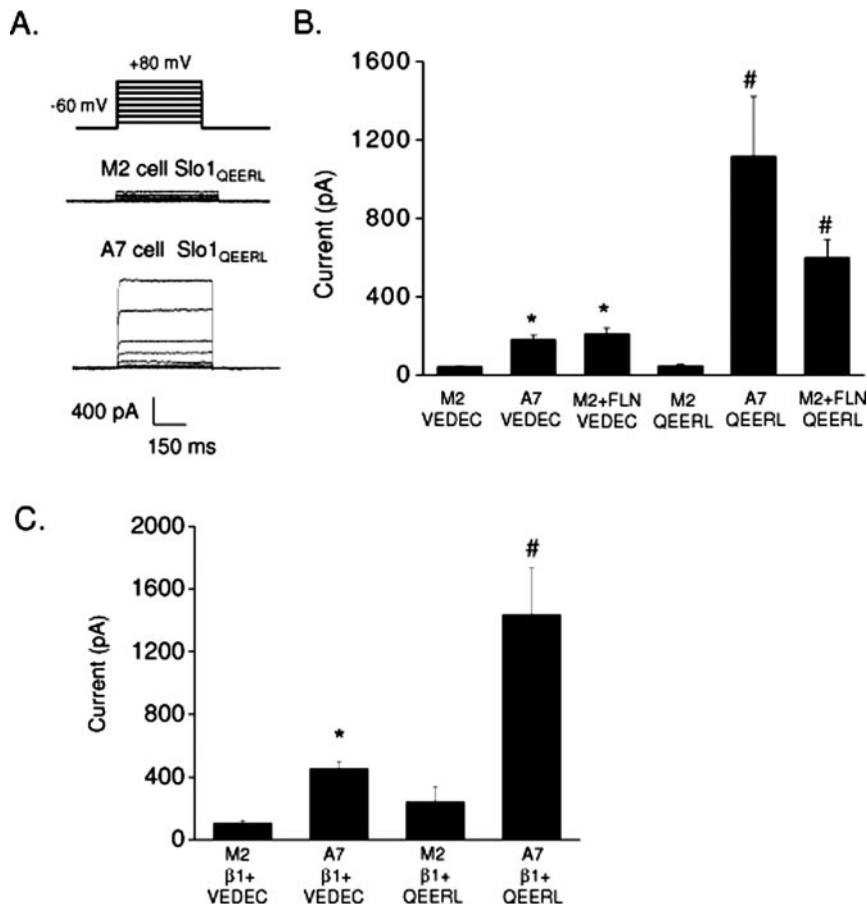 A.
+80 mV
-60 mV
M2 cell Slo1QEERL
A7 cell Slo1QEERL
400 pA
150 ms
B.
Current (pA)
1600
1200
800
400
0
*
*
#
#
M2
VEDEC
A7
VEDEC
M2+FLN
VEDEC
M2
QEERL
A7
QEERL
M2+FLN
QEERL
C.
Current (pA)
2000
1600
1200
800
400
0
*
#
M2
β1+
VEDEC
A7
β1+
VEDEC
M2
β1+
QEERL
A7
β1+
QEERL